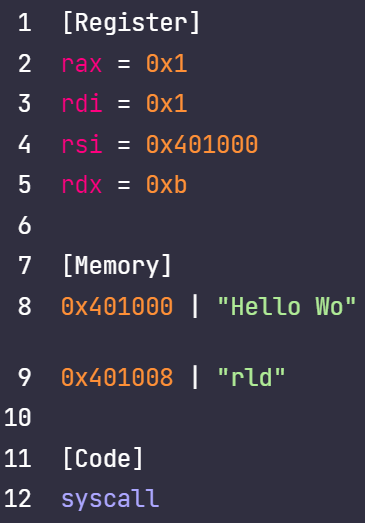 1 [Register]
2 rax = 0x1
3 rdi = 0x1
4 rsi = 0x401000
5 rdx = 0xb
6
7 [Memory]
8 0x401000 | "Hello Wo"
9 0x401008 | "rld"
10
11 [Code]
12 syscall